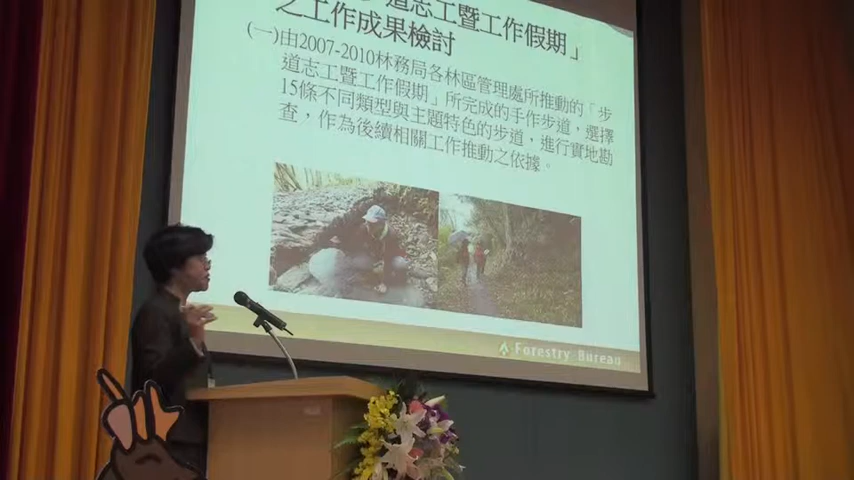 道志工暨工作假期」
之工作成果檢討
(一)由2007-2010林務局各林區管理處所推動的「步
道志工暨工作假期」所完成的手作步道，選擇
15條不同類型與主題特色的步道，進行實地勘
查，作為後續相關工作推動之依據。
Forestry Bureau